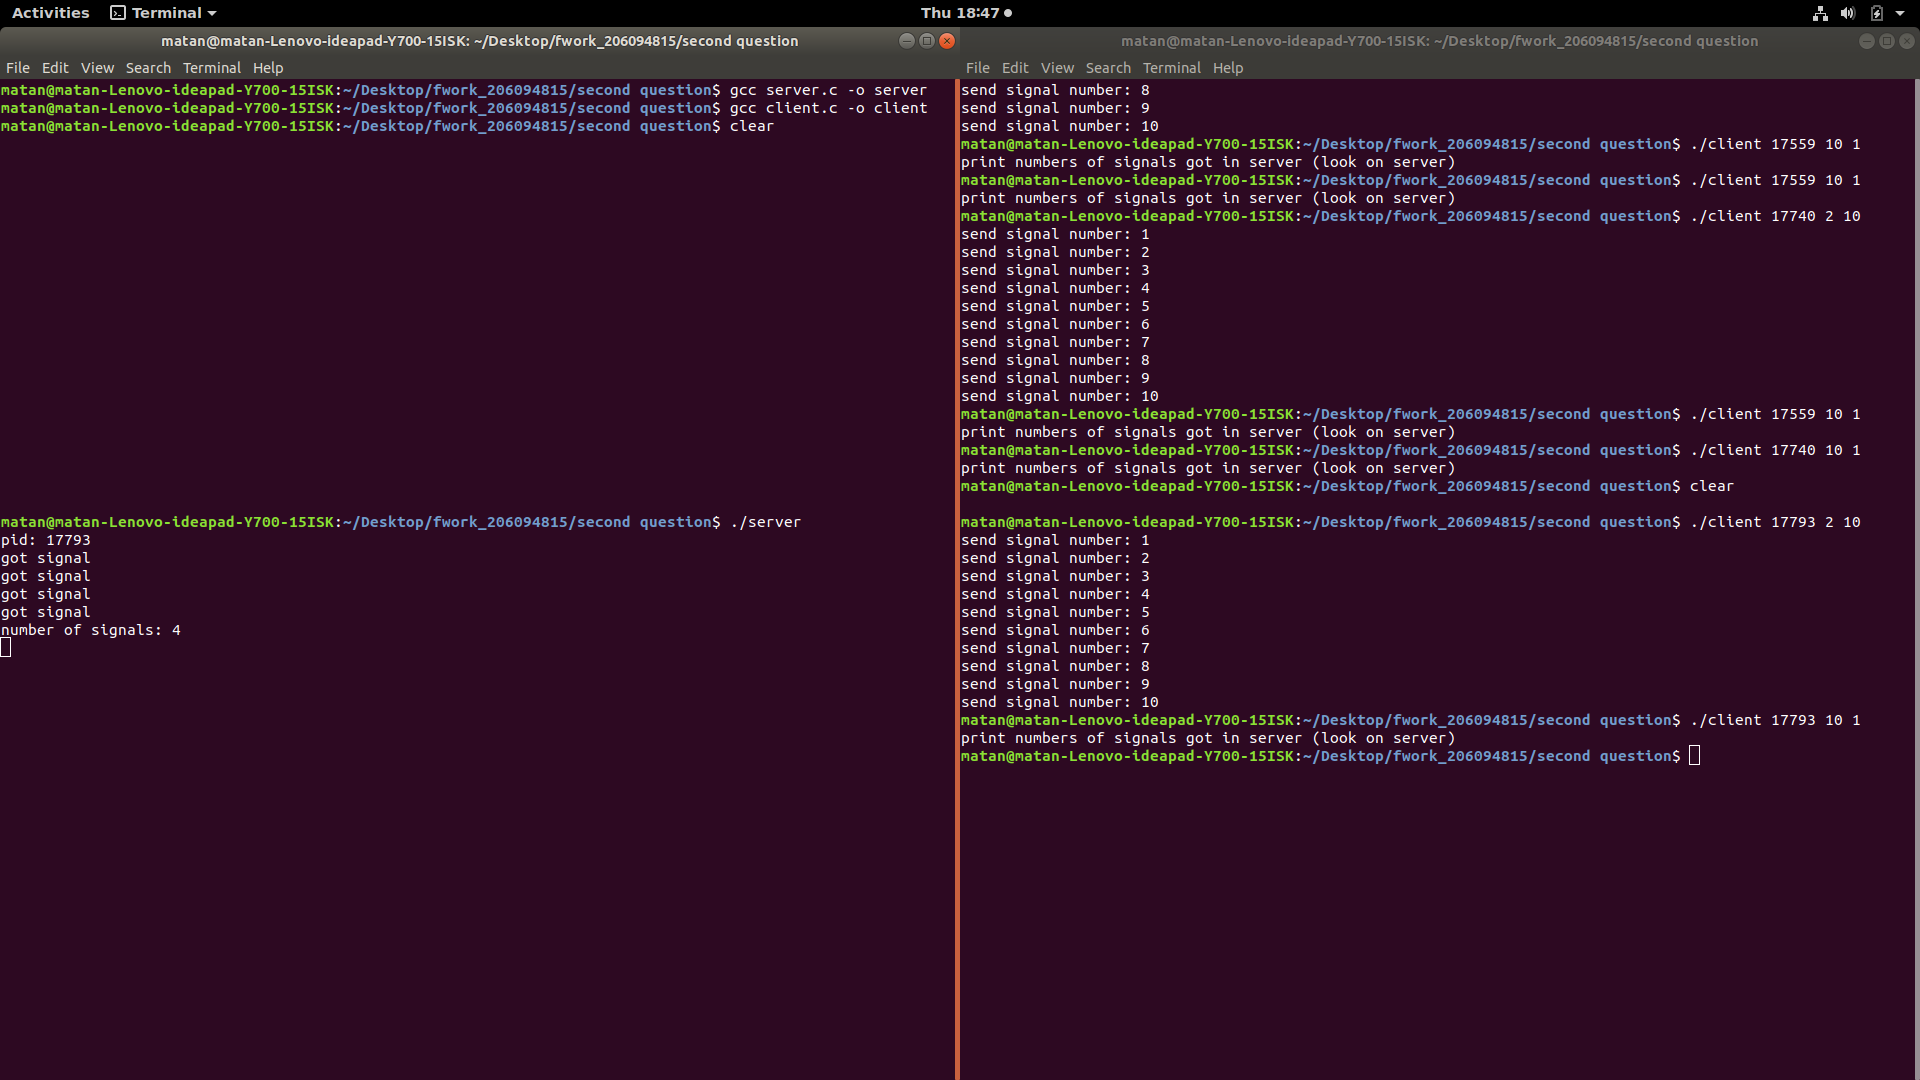 Activities Terminal Thu 18:47
matan@matan-Lenovo-ideapad-Y700-15ISK: ~/Desktop/fwork_206094815/second question
File Edit View Search Terminal Help
matan@matan-Lenovo-ideapad-Y700-15ISK:~/Desktop/fwork_206094815/second question$ gcc server.c -o server
matan@matan-Lenovo-ideapad-Y700-15ISK:~/Desktop/fwork_206094815/second question$ gcc client.c -o client
matan@matan-Lenovo-ideapad-Y700-15ISK:~/Desktop/fwork_206094815/second question$ clear
matan@matan-Lenovo-ideapad-Y700-15ISK:~/Desktop/fwork_206094815/second question$ ./server
pid: 17793
got signal
got signal
got signal
got signal
number of signals: 4
matan@matan-Lenovo-ideapad-Y700-15ISK: ~/Desktop/fwork_206094815/second question
File Edit View Search Terminal Help
send signal number: 8
send signal number: 9
send signal number: 10
matan@matan-Lenovo-ideapad-Y700-15ISK:~/Desktop/fwork_206094815/second question$ ./client 17559 10 1
print numbers of signals got in server (look on server)
matan@matan-Lenovo-ideapad-Y700-15ISK:~/Desktop/fwork_206094815/second question$ ./client 17559 10 1
print numbers of signals got in server (look on server)
matan@matan-Lenovo-ideapad-Y700-15ISK:~/Desktop/fwork_206094815/second question$ ./client 17740 2 10
send signal number: 1
send signal number: 2
send signal number: 3
send signal number: 4
send signal number: 5
send signal number: 6
send signal number: 7
send signal number: 8
send signal number: 9
send signal number: 10
matan@matan-Lenovo-ideapad-Y700-15ISK:~/Desktop/fwork_206094815/second question$ ./client 17559 10 1
print numbers of signals got in server (look on server)
matan@matan-Lenovo-ideapad-Y700-15ISK:~/Desktop/fwork_206094815/second question$ ./client 17740 10 1
print numbers of signals got in server (look on server)
matan@matan-Lenovo-ideapad-Y700-15ISK:~/Desktop/fwork_206094815/second question$ clear
matan@matan-Lenovo-ideapad-Y700-15ISK:~/Desktop/fwork_206094815/second question$ ./client 17793 2 10
send signal number: 1
send signal number: 2
send signal number: 3
send signal number: 4
send signal number: 5
send signal number: 6
send signal number: 7
send signal number: 8
send signal number: 9
send signal number: 10
matan@matan-Lenovo-ideapad-Y700-15ISK:~/Desktop/fwork_206094815/second question$ ./client 17793 10 1
print numbers of signals got in server (look on server)
matan@matan-Lenovo-ideapad-Y700-15ISK:~/Desktop/fwork_206094815/second question$